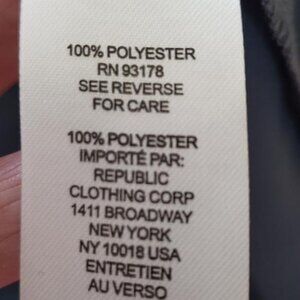 100% POLYESTER
RN 93178
SEE REVERSE
FOR CARE
100% POLYESTER
IMPORTÉ PAR:
REPUBLIC
CLOTHING CORP
1411 BROADWAY
NEW YORK
NY 10018 USA
ENTRETIEN
AU VERSO